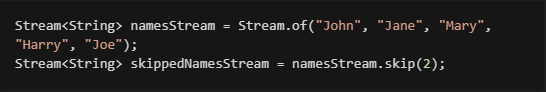 Stream<String> namesStream = Stream.of("John", "Jane", "Mary",
"Harry", "Joe");
Stream<String> skippedNamesStream = namesStream.skip(2);